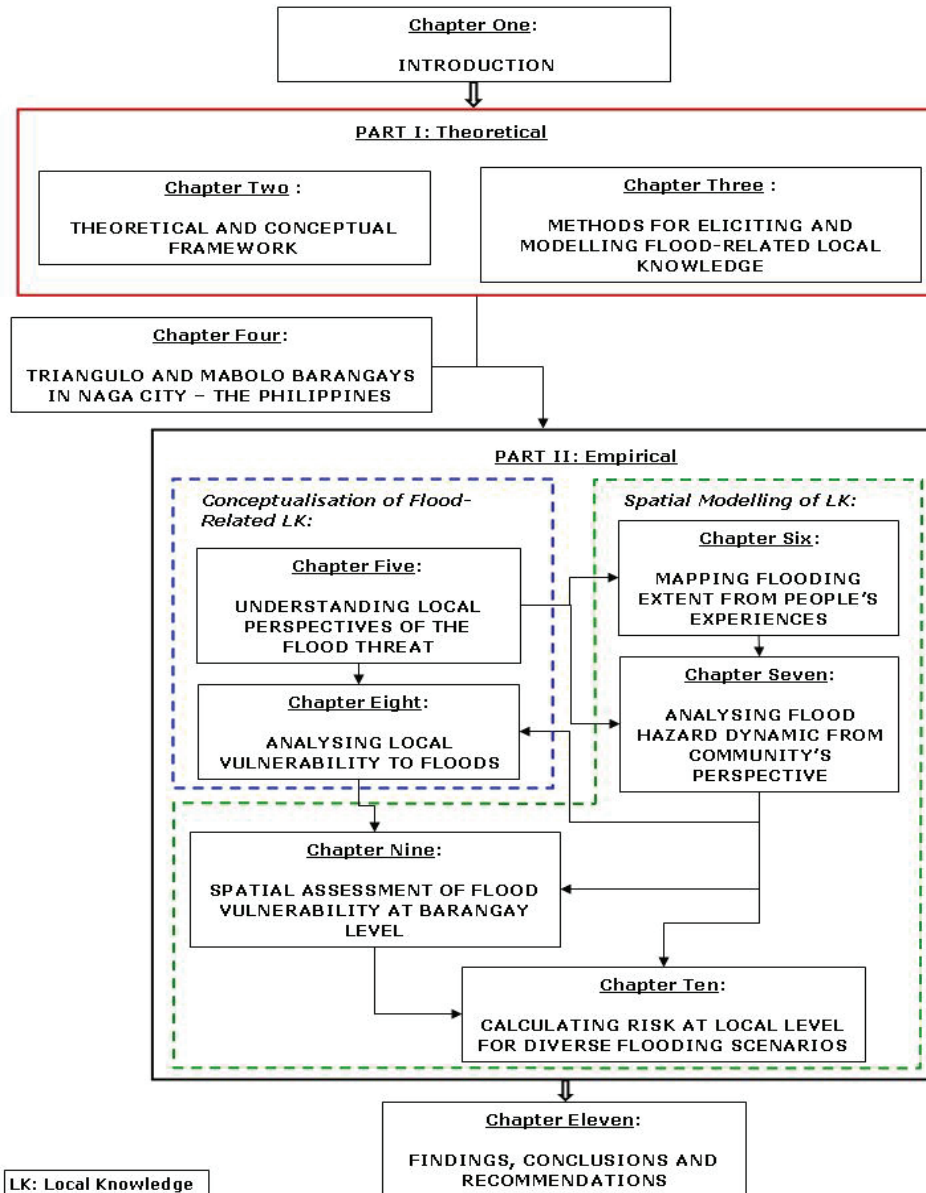 Chapter One:
INTRODUCTION
PART I: Theoretical
Chapter Two :
THEORETICAL AND CONCEPTUAL
FRAMEWORK
Chapter Three :
METHODS FOR ELICITING AND
MODELLING FLOOD-RELATED LOCAL
KNOWLEDGE
Chapter Four:
TRIANGULO AND MABOLO BARANGAYS
IN NAGA CITY – THE PHILIPPINES
PART II: Empirical
Conceptualisation of Flood-
Related LK:
Chapter Five:
UNDERSTANDING LOCAL
PERSPECTIVES OF THE
FLOOD THREAT
Chapter Eight:
ANALYSING LOCAL
VULNERABILITY TO FLOODS
Spatial Modelling of LK:
Chapter Six:
MAPPING FLOODING
EXTENT FROM PEOPLE'S
EXPERIENCES
Chapter Seven:
ANALYSING FLOOD
HAZARD DYNAMIC FROM
COMMUNITY'S
PERSPECTIVE
Chapter Nine:
SPATIAL ASSESSMENT OF FLOOD
VULNERABILITY AT BARANGAY
LEVEL
Chapter Ten:
CALCULATING RISK AT LOCAL LEVEL
FOR DIVERSE FLOODING SCENARIOS
Chapter Eleven:
FINDINGS, CONCLUSIONS AND
RECOMMENDATIONS
LK: Local Knowledge